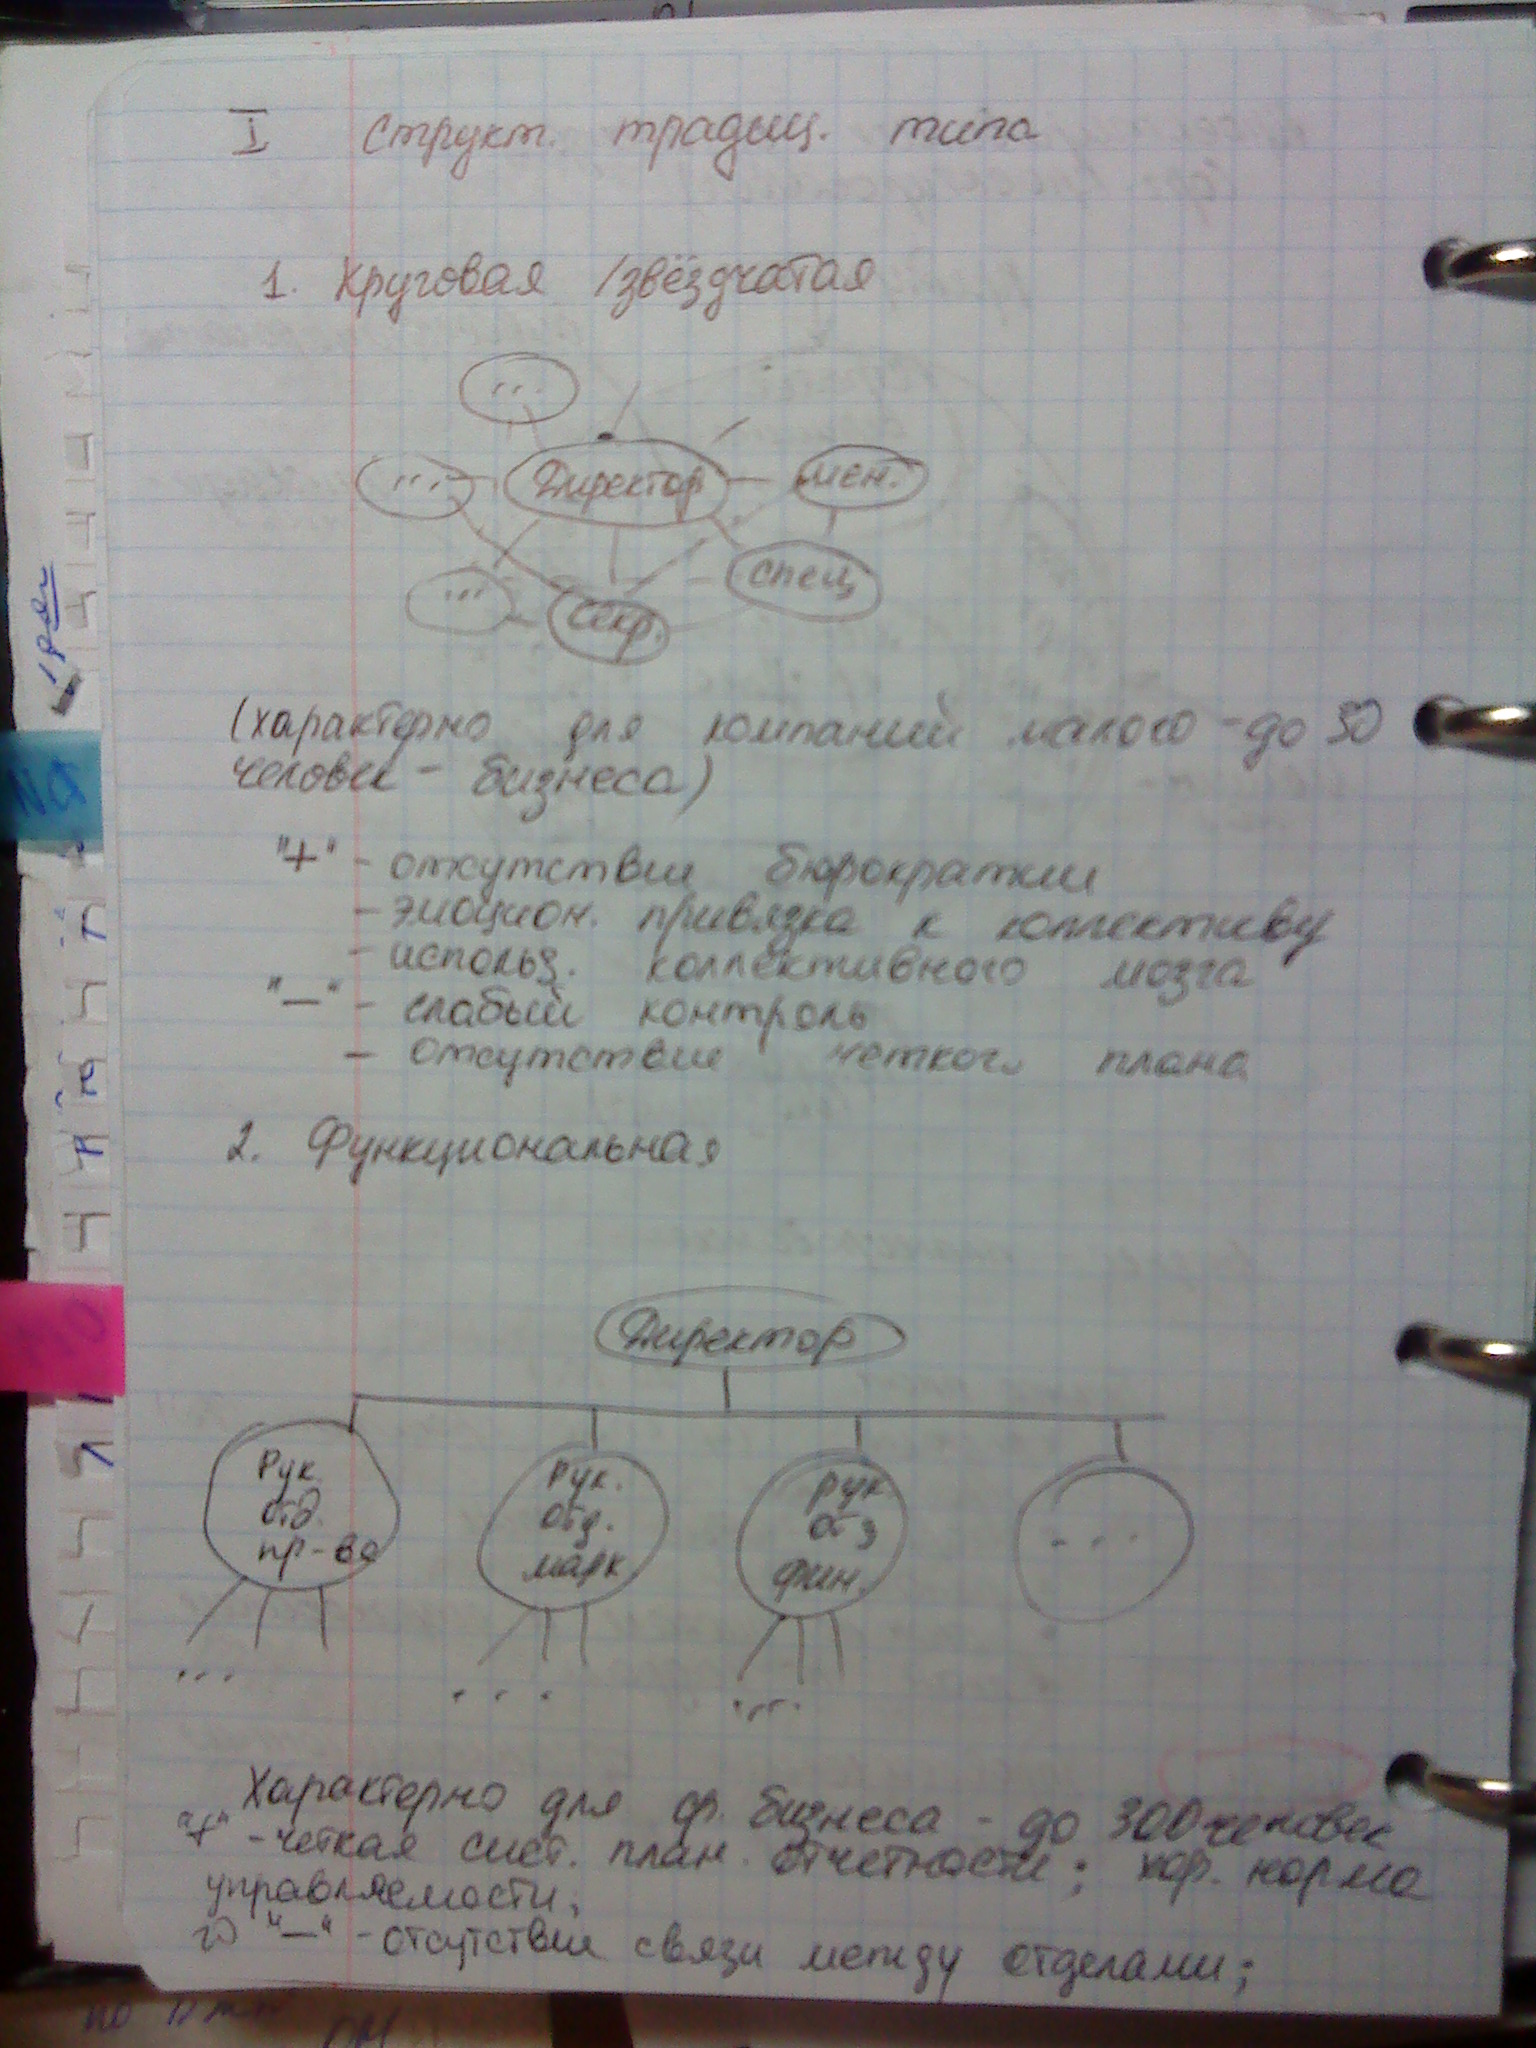 I Структ. традиц. типа
1. Круговая /звёздчатая
...
... Директор мен.
... секр. спец
(характерно для компаний малого - до 30
человек - бизнеса)
"+" - отсутствие бюрократии
- эмоцион. привязка к коллективу
- использ. коллективного мозга
"—" - слабый контроль
- отсутствие четкого плана
2. Функциональная
Директор
Рук. Рук. рук
отд. отд. отд ...
пр-ва марк фин.
... ... ...
Характерно для ф. бизнеса - до 300 человек
"+" - четкая сист. план. отчетности; хор. норма
управляемости;
"—" - отсутствие связи между отделами;